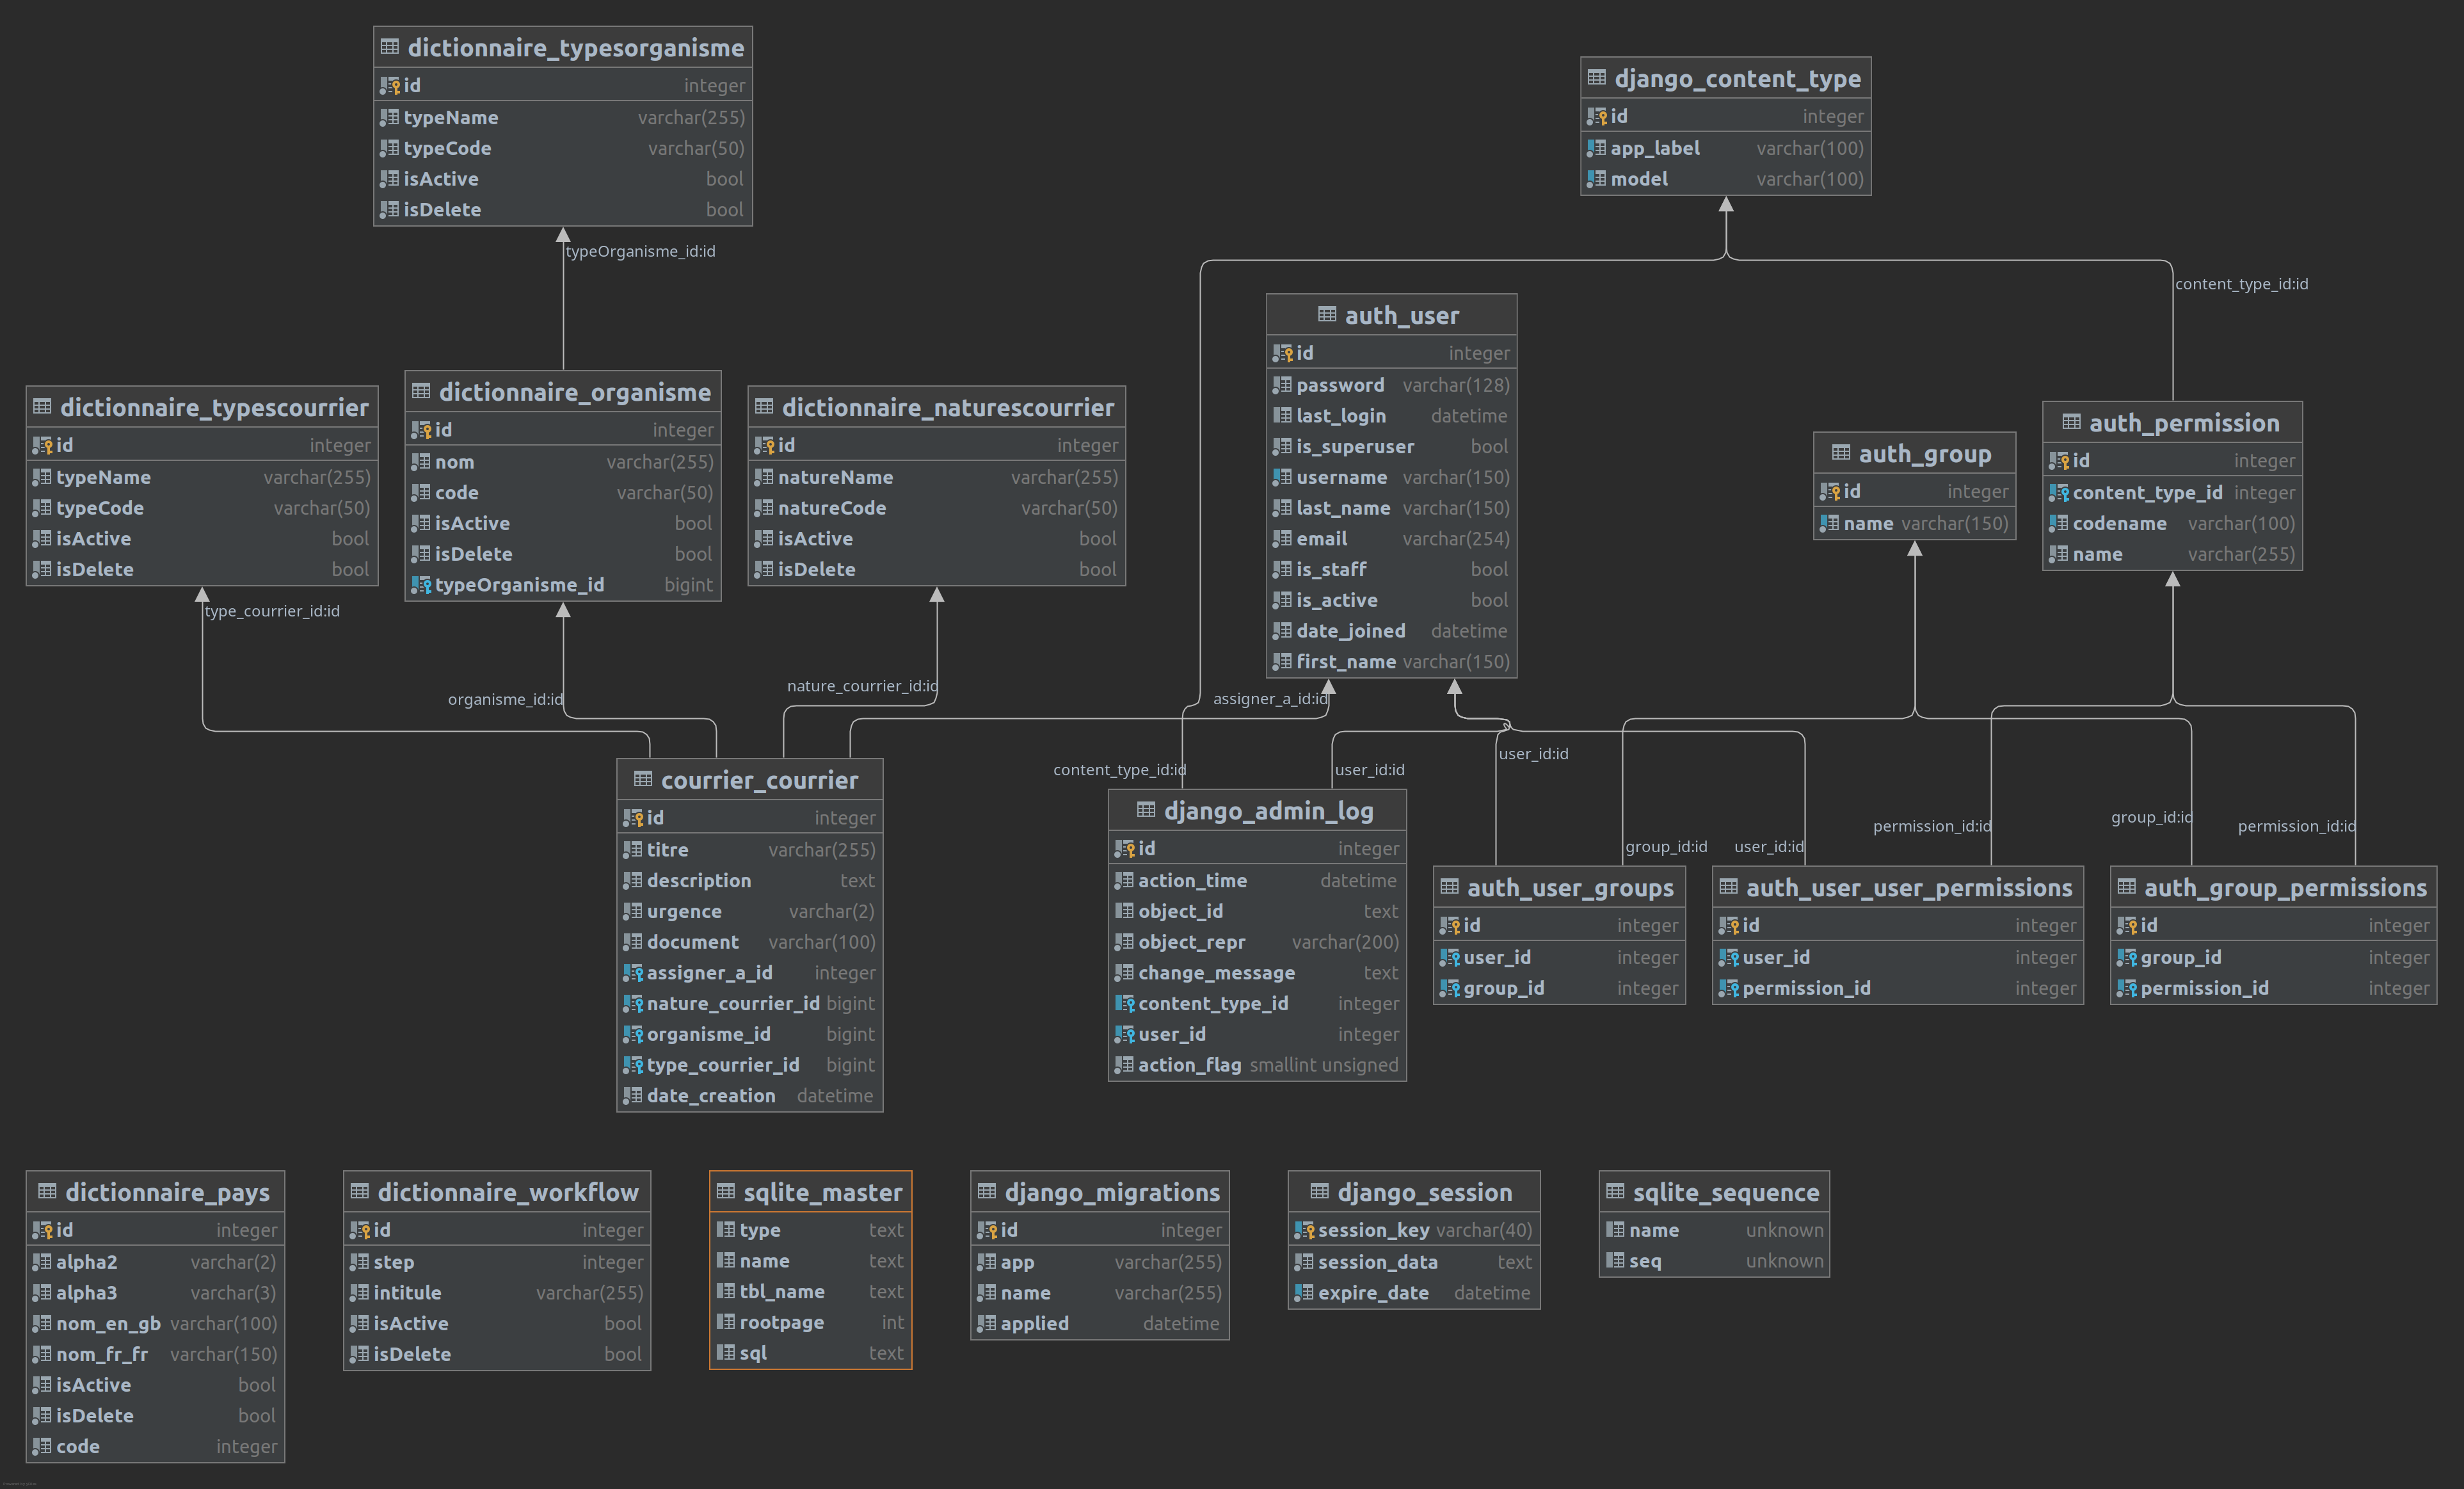 dictionnaire_typesorganisme
id integer
typeName varchar(255)
typeCode varchar(50)
isActive bool
isDelete bool
typeOrganisme_id:id
django_content_type
id integer
app_label varchar(100)
model varchar(100)
content_type_id:id
dictionnaire_typescourrier
id integer
typeName varchar(255)
typeCode varchar(50)
isActive bool
isDelete bool
type_courrier_id:id
dictionnaire_organisme
id integer
nom varchar(255)
code varchar(50)
isActive bool
isDelete bool
typeOrganisme_id bigint
organisme_id:id
dictionnaire_naturescourrier
id integer
natureName varchar(255)
natureCode varchar(50)
isActive bool
isDelete bool
nature_courrier_id:id
auth_user
id integer
password varchar(128)
last_login datetime
is_superuser bool
username varchar(150)
last_name varchar(150)
email varchar(254)
is_staff bool
is_active bool
date_joined datetime
first_name varchar(150)
assigner_a_id:id
auth_group
id integer
name varchar(150)
auth_permission
id integer
content_type_id integer
codename varchar(100)
name varchar(255)
courrier_courrier
id integer
titre varchar(255)
description text
urgence varchar(2)
document varchar(100)
assigner_a_id integer
nature_courrier_id bigint
organisme_id bigint
type_courrier_id bigint
date_creation datetime
content_type_id:id
user_id:id
django_admin_log
id integer
action_time datetime
object_id text
object_repr varchar(200)
change_message text
content_type_id integer
user_id integer
action_flag smallint unsigned
user_id:id
group_id:id
auth_user_groups
id integer
user_id integer
group_id integer
user_id:id
permission_id:id
auth_user_user_permissions
id integer
user_id integer
permission_id integer
group_id:id
permission_id:id
auth_group_permissions
id integer
group_id integer
permission_id integer
dictionnaire_pays
id integer
alpha2 varchar(2)
alpha3 varchar(3)
nom_en_gb varchar(100)
nom_fr_fr varchar(150)
isActive bool
isDelete bool
code integer
dictionnaire_workflow
id integer
step integer
intitule varchar(255)
isActive bool
isDelete bool
sqlite_master
type text
name text
tbl_name text
rootpage int
sql text
django_migrations
id integer
app varchar(255)
name varchar(255)
applied datetime
django_session
session_key varchar(40)
session_data text
expire_date datetime
sqlite_sequence
name unknown
seq unknown